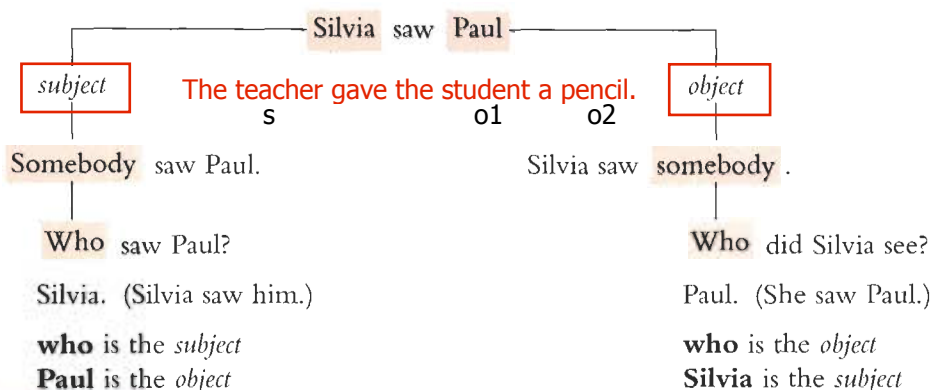 Silvia saw Paul
subject
The teacher gave the student a pencil.
object
s o1 o2
Somebody saw Paul.
Silvia saw somebody.
Who saw Paul?
Who did Silvia see?
Silvia. (Silvia saw him.)
Paul. (She saw Paul.)
who is the subject
who is the object
Paul is the object
Silvia is the subject